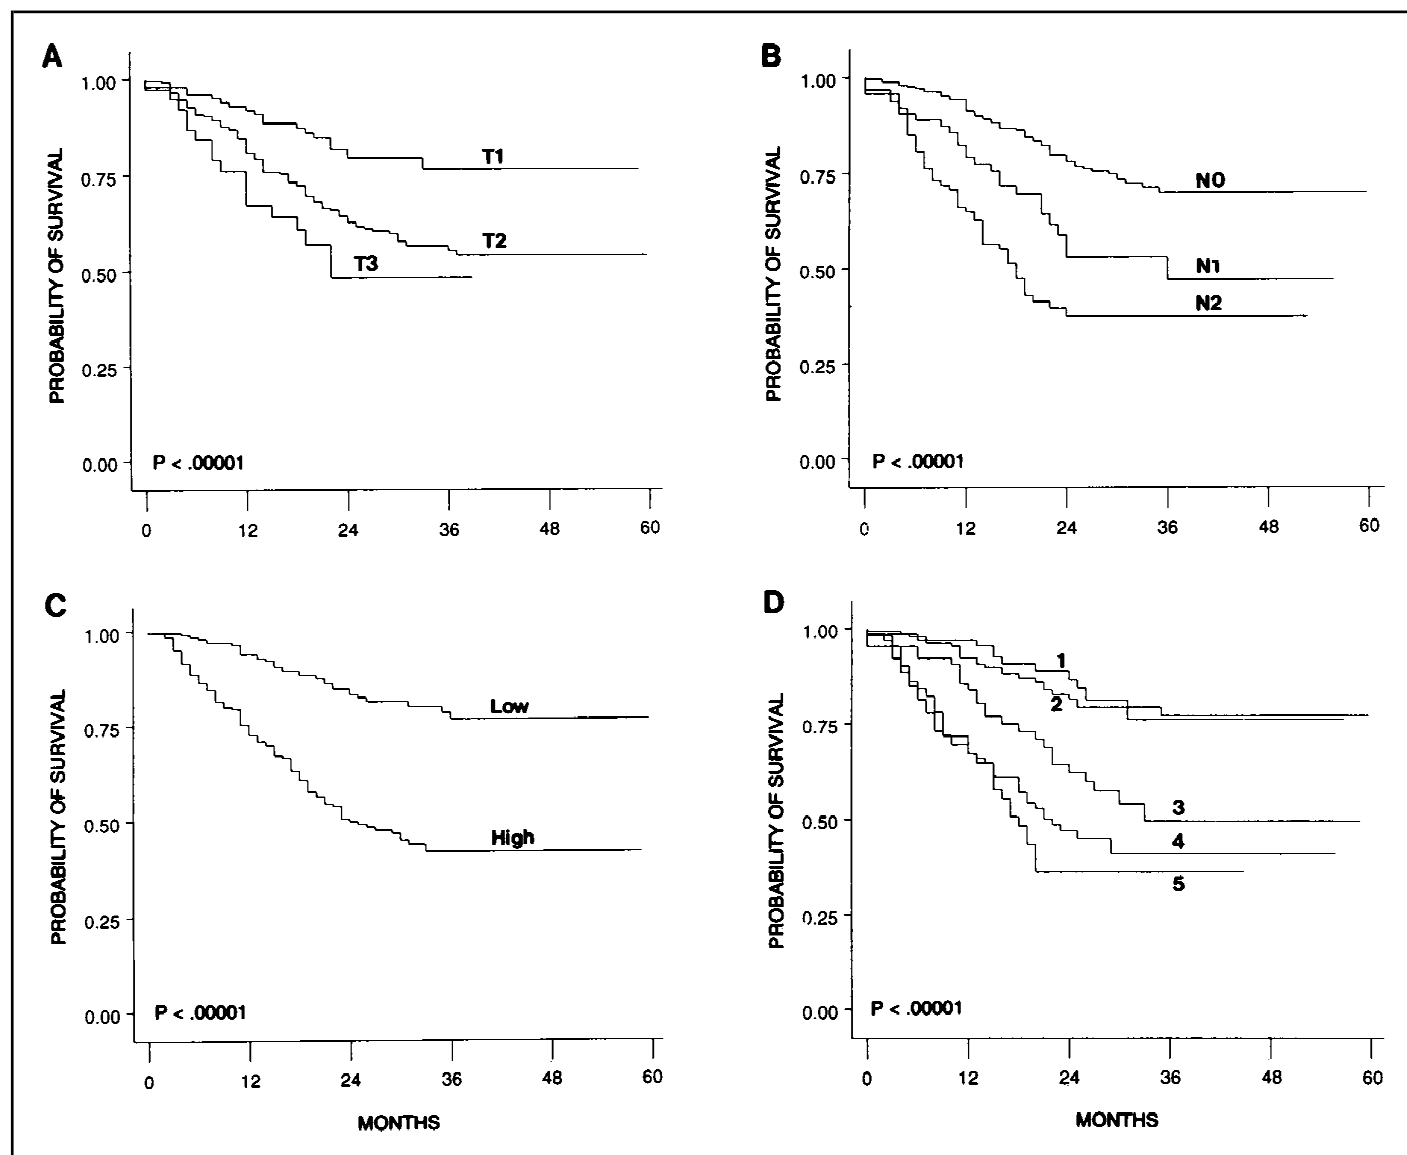 A
PROBABILITY OF SURVIVAL
1.00
0.75
0.50
0.25
0.00
T1
T2
T3
P < .00001
0 12 24 36 48 60
B
PROBABILITY OF SURVIVAL
1.00
0.75
0.50
0.25
0.00
N0
N1
N2
P < .00001
0 12 24 36 48 60
C
PROBABILITY OF SURVIVAL
1.00
0.75
0.50
0.25
0.00
Low
High
P < .00001
0 12 24 36 48 60
MONTHS
D
PROBABILITY OF SURVIVAL
1.00
0.75
0.50
0.25
0.00
1
2
3
4
5
P < .00001
0 12 24 36 48 60
MONTHS